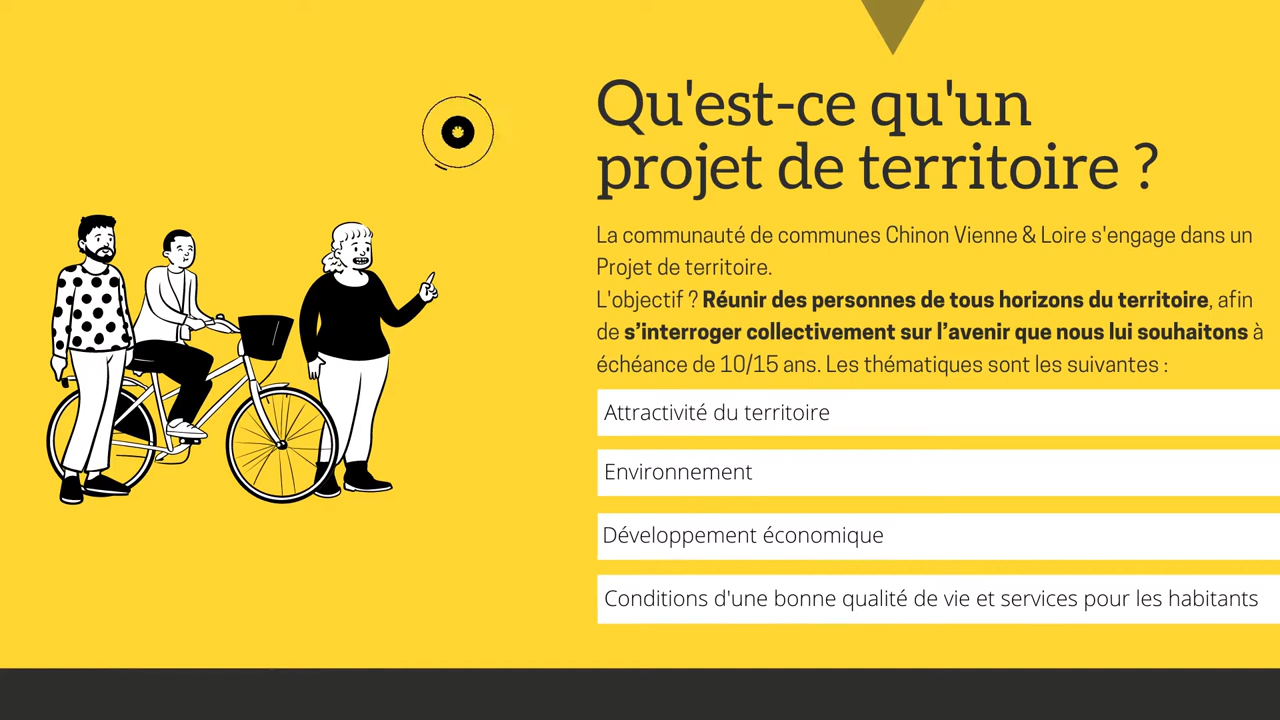 Qu'est-ce qu'un
projet de territoire ?
La communauté de communes Chinon Vienne & Loire s'engage dans un
Projet de territoire.
L'objectif ? Réunir des personnes de tous horizons du territoire, afin
de s’interroger collectivement sur l’avenir que nous lui souhaitons à
échéance de 10/15 ans. Les thématiques sont les suivantes :
Attractivité du territoire
Environnement
Développement économique
Conditions d'une bonne qualité de vie et services pour les habitants